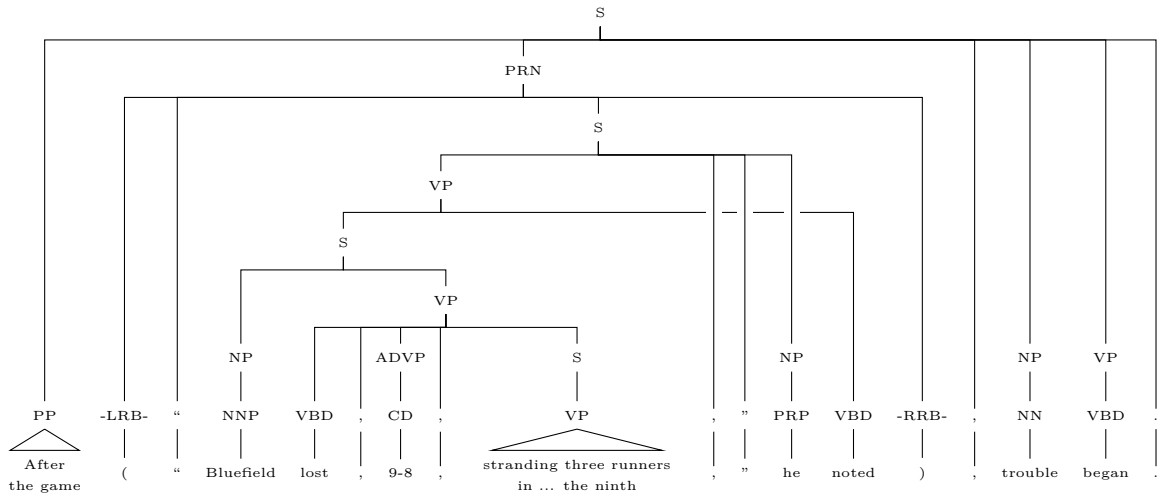 S
PRN
S
VP
S
VP
NP ADVP S NP NP VP
PP -LRB- “ NNP VBD , CD , VP , ” PRP VBD -RRB- , NN VBD .
After ( “ Bluefield lost , 9-8 , stranding three runners , ” he noted ) , trouble began .
the game in ... the ninth